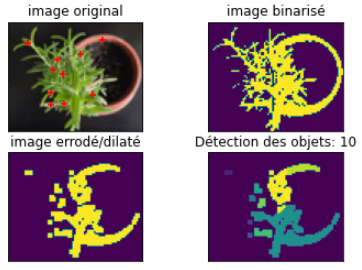 image original
image binarisé
image errodé/dilaté
Détection des objets: 10